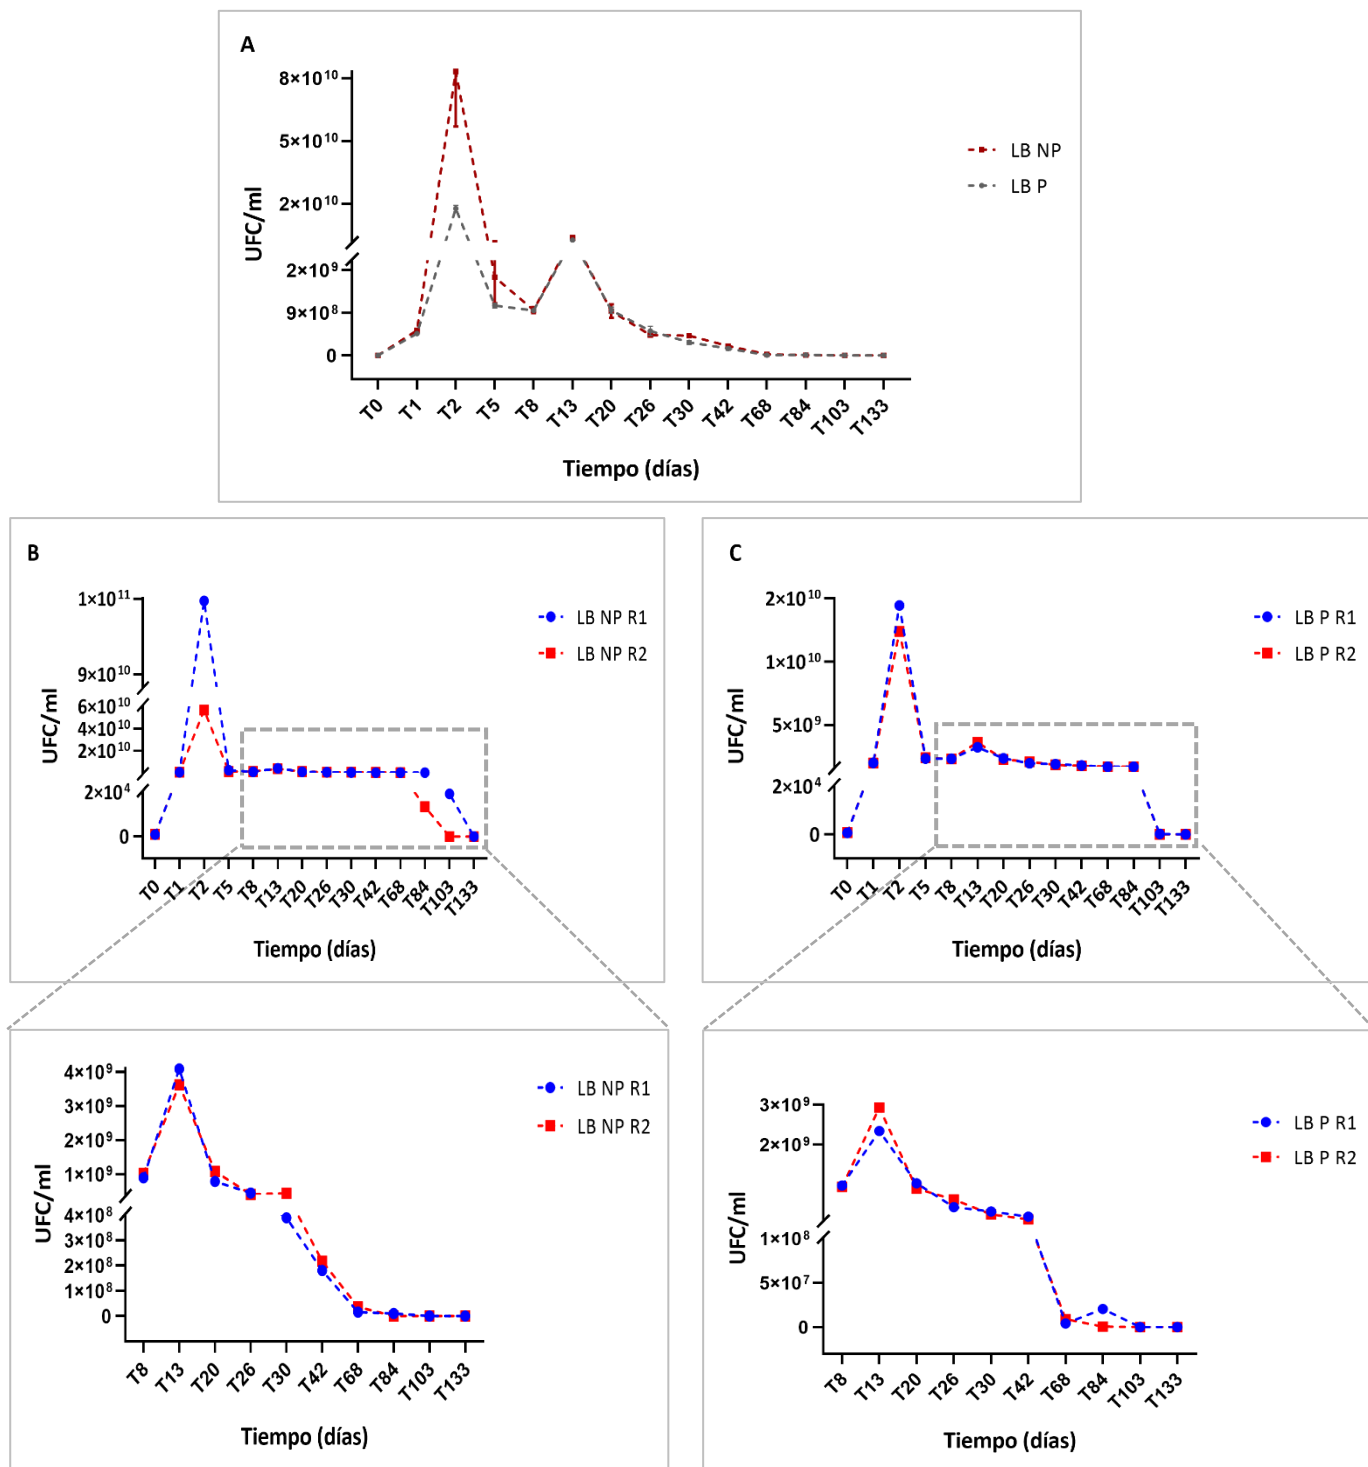 A
8×10¹⁰
5×10¹⁰
2×10¹⁰
2×10⁹
9×10⁸
0
UFC/ml
LB NP
LB P
T0 T1 T2 T5 T8 T13 T20 T26 T30 T42 T68 T84 T103 T133
Tiempo (días)
B
1×10¹¹
9×10¹⁰
6×10¹⁰
4×10¹⁰
2×10¹⁰
2×10⁴
0
UFC/ml
LB NP R1
LB NP R2
T0 T1 T2 T5 T8 T13 T20 T26 T30 T42 T68 T84 T103 T133
Tiempo (días)
C
2×10¹⁰
1×10¹⁰
5×10⁹
2×10⁴
0
UFC/ml
LB P R1
LB P R2
T0 T1 T2 T5 T8 T13 T20 T26 T30 T42 T68 T84 T103 T133
Tiempo (días)
4×10⁹
3×10⁹
2×10⁹
1×10⁹
4×10⁸
3×10⁸
2×10⁸
1×10⁸
0
UFC/ml
LB NP R1
LB NP R2
T8 T13 T20 T26 T30 T42 T68 T84 T103 T133
Tiempo (días)
3×10⁹
2×10⁹
1×10⁸
5×10⁷
0
UFC/ml
LB P R1
LB P R2
T8 T13 T20 T26 T30 T42 T68 T84 T103 T133
Tiempo (días)